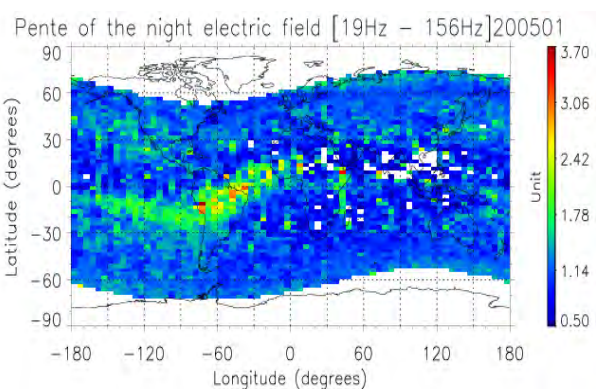 Pente of the night electric field [19Hz – 156Hz]200501
90
60
30
0
−30
−60
−90
Latitude (degrees)
−180 −120 −60 0 60 120 180
Longitude (degrees)
3.70
3.06
2.42
1.78
1.14
0.50
Unit